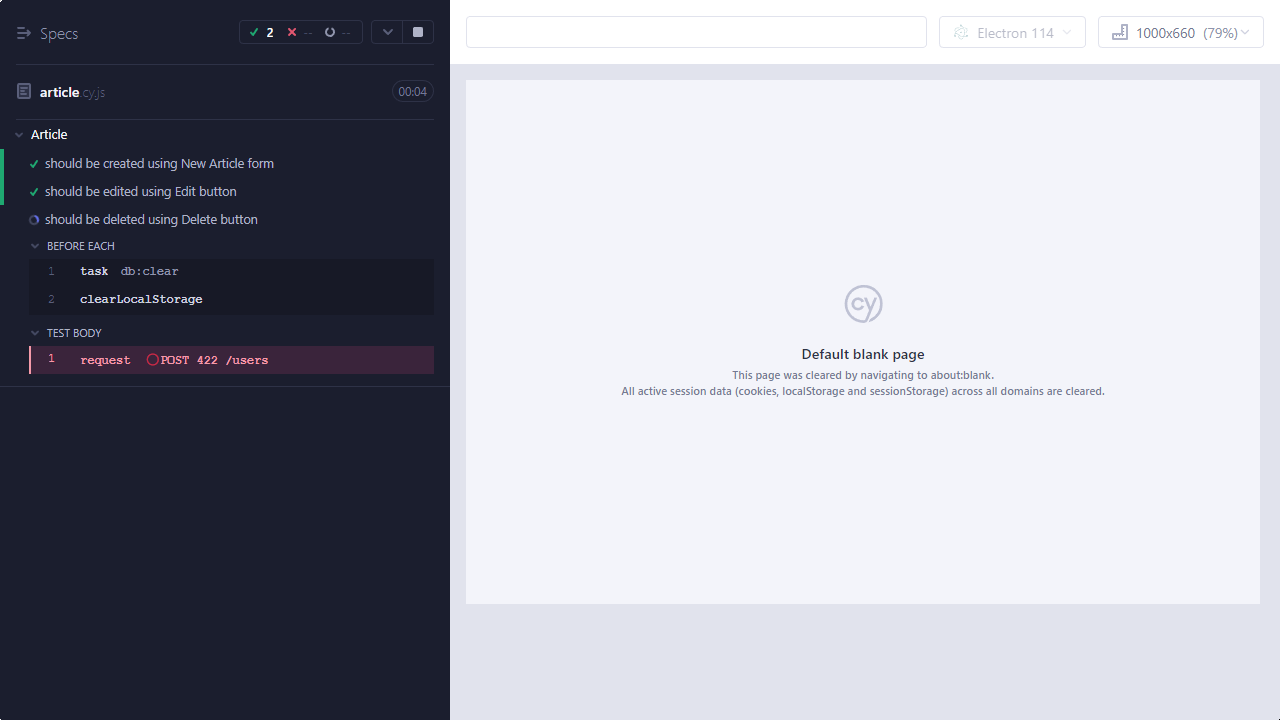 Specs
2 -- --
article.cy.js
00:04
Article
should be created using New Article form
should be edited using Edit button
should be deleted using Delete button
BEFORE EACH
1 task db:clear
2 clearLocalStorage
TEST BODY
1 request POST 422 /users
Electron 114
1000x660 (79%)
cy
Default blank page
This page was cleared by navigating to about:blank.
All active session data (cookies, localStorage and sessionStorage) across all domains are cleared.